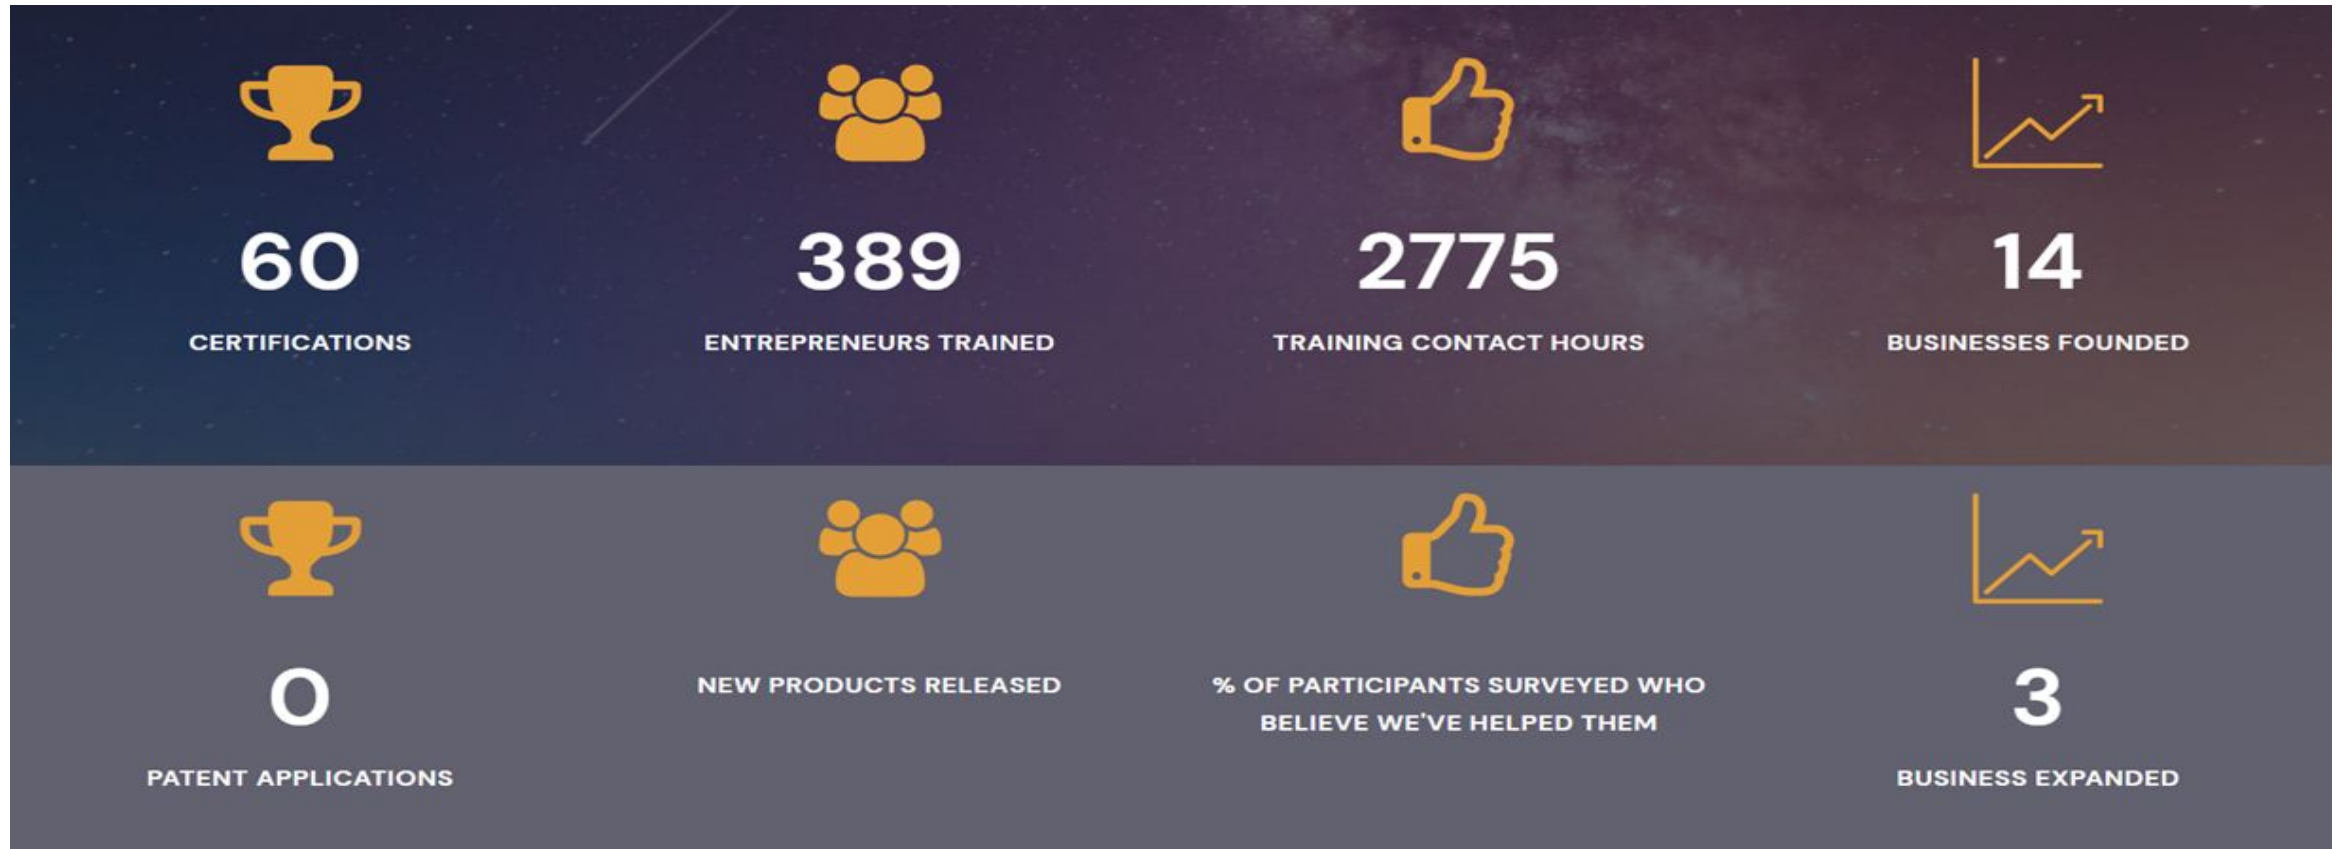 60 389 2775 14
CERTIFICATIONS ENTREPRENEURS TRAINED TRAINING CONTACT HOURS BUSINESSES FOUNDED
0 NEW PRODUCTS RELEASED % OF PARTICIPANTS SURVEYED WHO 3
BELIEVE WE'VE HELPED THEM
PATENT APPLICATIONS BUSINESS EXPANDED